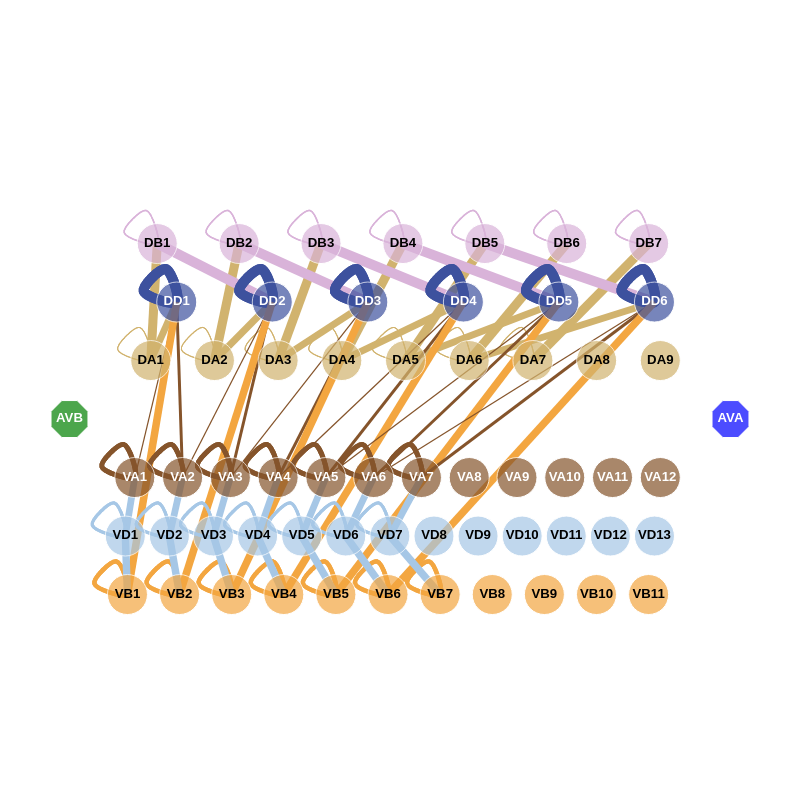 DB1 DB2 DB3 DB4 DB5 DB6 DB7
DD1 DD2 DD3 DD4 DD5 DD6
DA1 DA2 DA3 DA4 DA5 DA6 DA7 DA8 DA9
AVB AVA
VA1 VA2 VA3 VA4 VA5 VA6 VA7 VA8 VA9 VA10 VA11 VA12
VD1 VD2 VD3 VD4 VD5 VD6 VD7 VD8 VD9 VD10 VD11 VD12 VD13
VB1 VB2 VB3 VB4 VB5 VB6 VB7 VB8 VB9 VB10 VB11